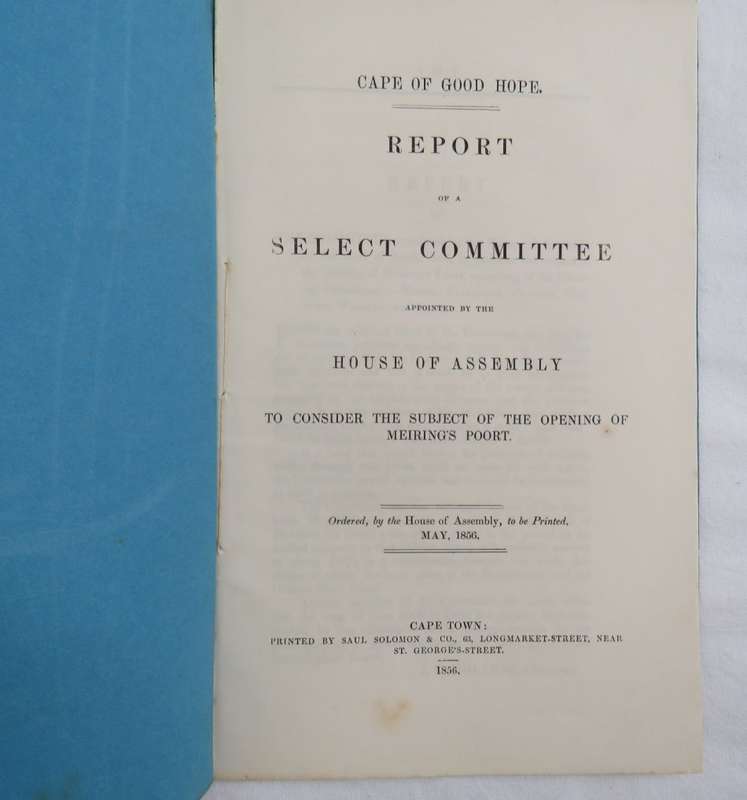 CAPE OF GOOD HOPE.
REPORT
OF A
SELECT COMMITTEE
APPOINTED BY THE
HOUSE OF ASSEMBLY
TO CONSIDER THE SUBJECT OF THE OPENING OF
MEIRING'S POORT.
Ordered, by the House of Assembly, to be Printed,
MAY, 1856.
CAPE TOWN:
PRINTED BY SAUL SOLOMON & CO., 63, LONGMARKET-STREET, NEAR
ST. GEORGE'S-STREET.
1856.